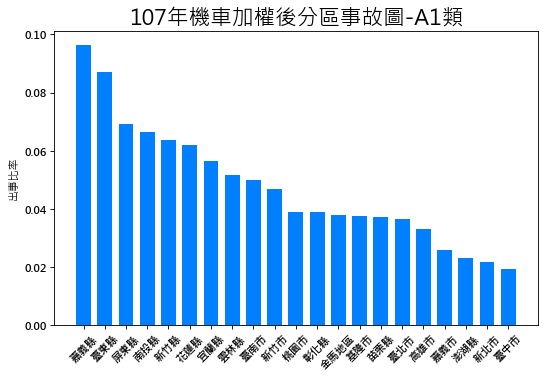 107年機車加權後分區事故圖-A1類
出事比率
0.10
0.08
0.06
0.04
0.02
0.00
嘉義縣
臺東縣
屏東縣
南投縣
新竹縣
花蓮縣
宜蘭縣
雲林縣
臺南市
新竹市
桃園市
彰化縣
金馬地區
基隆市
苗栗縣
臺北市
高雄市
嘉義市
澎湖縣
新北市
臺中市